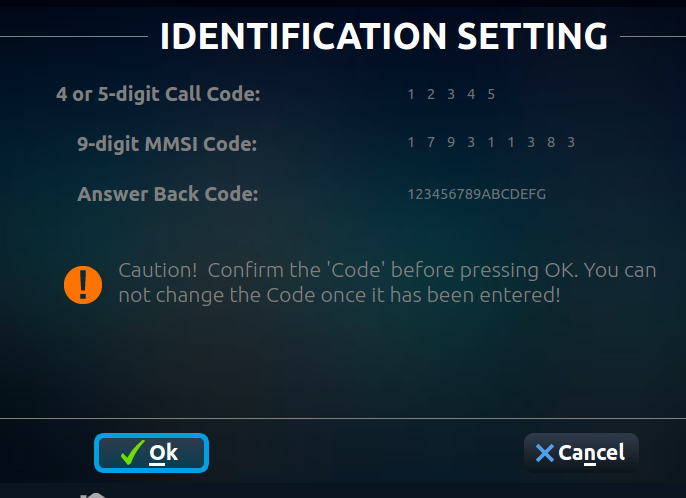 IDENTIFICATION SETTING
4 or 5-digit Call Code: 1 2 3 4 5
9-digit MMSI Code: 1 7 9 3 1 1 3 8 3
Answer Back Code: 123456789ABCDEFG
Caution! Confirm the 'Code' before pressing OK. You can
not change the Code once it has been entered!
Ok Cancel